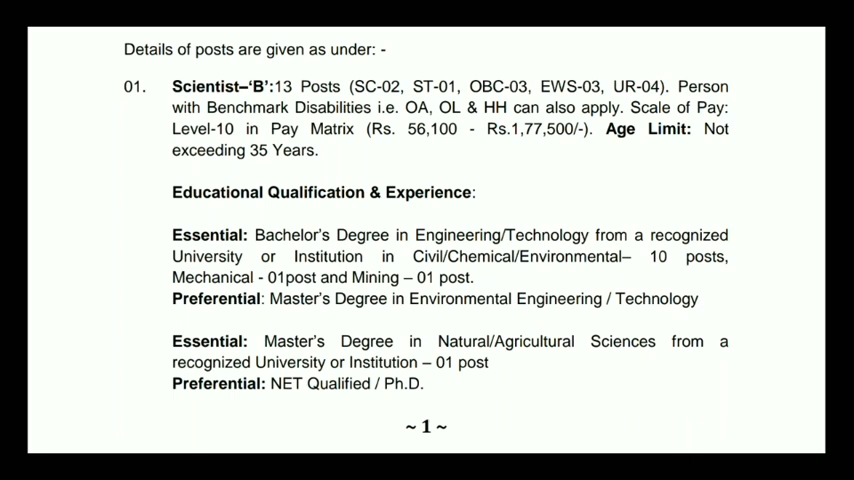 Details of posts are given as under: -
01. Scientist–‘B’:13 Posts (SC-02, ST-01, OBC-03, EWS-03, UR-04). Person
with Benchmark Disabilities i.e. OA, OL & HH can also apply. Scale of Pay:
Level-10 in Pay Matrix (Rs. 56,100 - Rs.1,77,500/-). Age Limit: Not
exceeding 35 Years.
Educational Qualification & Experience:
Essential: Bachelor’s Degree in Engineering/Technology from a recognized
University or Institution in Civil/Chemical/Environmental– 10 posts,
Mechanical - 01post and Mining – 01 post.
Preferential: Master’s Degree in Environmental Engineering / Technology
Essential: Master’s Degree in Natural/Agricultural Sciences from a
recognized University or Institution – 01 post
Preferential: NET Qualified / Ph.D.
~ 1 ~